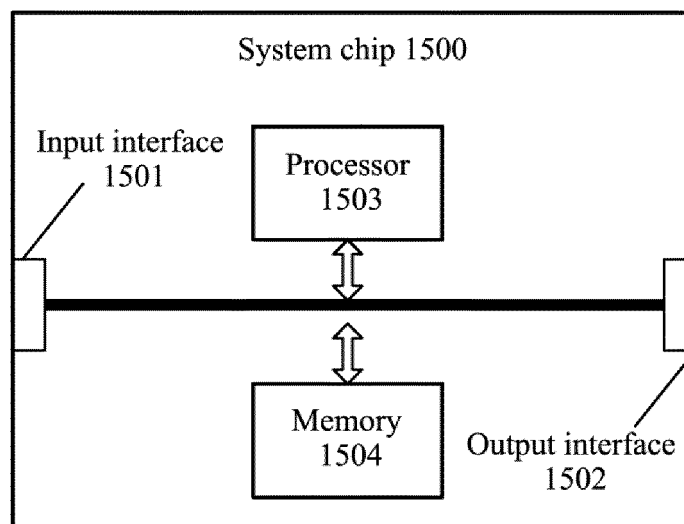 System chip 1500
Input interface
1501
Processor
1503
Memory
1504
Output interface
1502